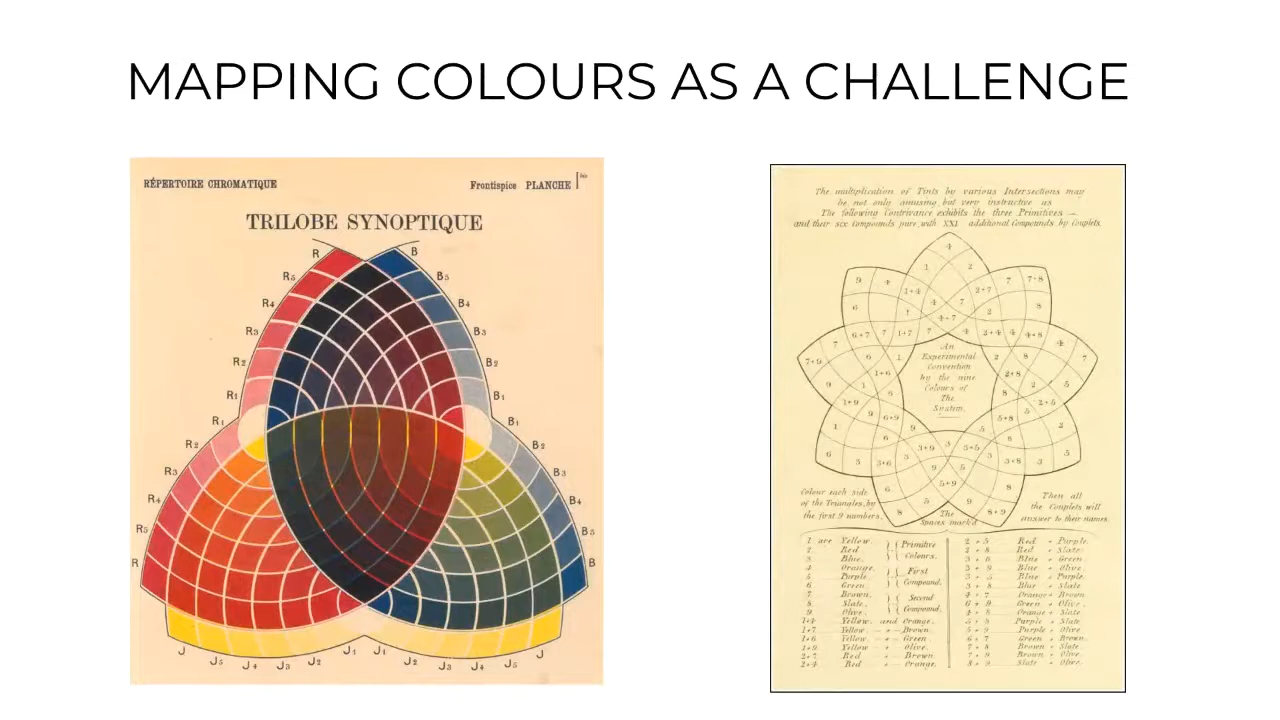 MAPPING COLOURS AS A CHALLENGE
RÉPERTOIRE CHROMATIQUE
Frontispice PLANCHE I bis
TRILOBE SYNOPTIQUE
R
B
R5
B5
R4
B4
R3
B3
R2
B2
R1
B1
R1
B1
R2
B2
R3
B3
R4
B4
R5
B5
R
B
J
J5
J4
J3
J2
J1
J1
J2
J3
J4
J5
J
The multiplication of Tints by various Intersections may
be, not only amusing, but very instructive as
The following Contrivance exhibits the three Primitives —
and their six Compounds pure, with XXI additional Compounds by Couplets.
An
Experimental
Convention
by the nine
Colours of
The
System.
Colour each side
of the Triangles, by
the first 9 numbers.
The
Spaces mark'd
Then all
the Couplets will
answer to their names.
1 are Yellow.
2 Red
3 Blue.
Primitive
Colours.
4 Orange.
5 Purple
6 Green
First
Compound.
7 Brown.
8 Slate.
9 Olive.
Second
Compound.
1+4 Yellow. and Orange.
1+7 Yellow Brown.
1+6 Yellow Green.
1+9 Yellow Olive.
2+7 Red Brown.
2+4 Red Orange.
2+5 Red + Purple.
2+8 Red + Slate
3+6 Blue + Green
3+9 Blue + Olive.
Blue + Purple
3+8 Blue + Slate
4+7 Orange + Brown
6+9 Green + Olive.
4+8 Orange + Slate
5+8 Purple + Slate
5+9 Purple + Olive
6+7 Green + Brown.
7+8 Brown + Slate.
7+9 Brown + Olive.
8+9 Slate + Olive.